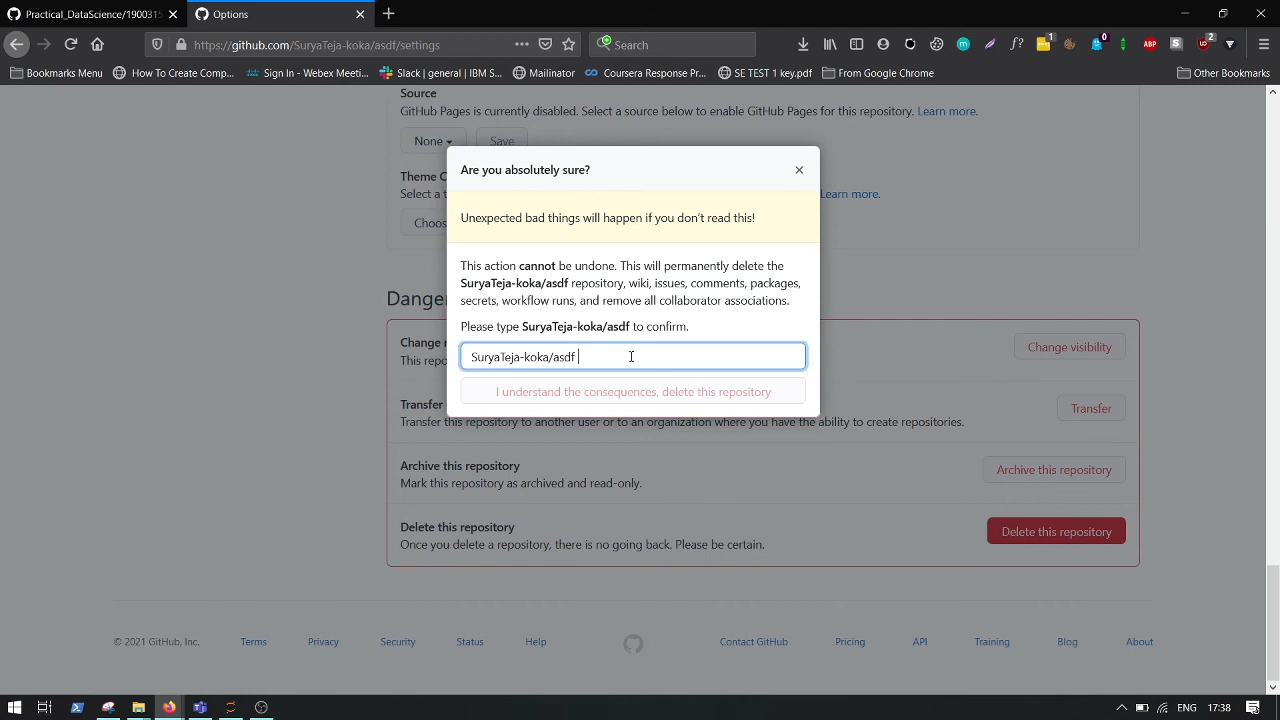 Practical_DataScience/1900315
Options
https://github.com/SuryaTeja-koka/asdf/settings
Search
Bookmarks Menu
How To Create Comp...
Sign In - Webex Meeti...
Slack | general | IBM S...
Mailinator
Coursera Response Pr...
SE TEST 1 key.pdf
From Google Chrome
Other Bookmarks
Source
GitHub Pages is currently disabled. Select a source below to enable GitHub Pages for this repository. Learn more.
None
Save
Theme C
Select a t
Learn more.
Choos
Are you absolutely sure?
Unexpected bad things will happen if you don't read this!
This action cannot be undone. This will permanently delete the
SuryaTeja-koka/asdf repository, wiki, issues, comments, packages,
secrets, workflow runs, and remove all collaborator associations.
Please type SuryaTeja-koka/asdf to confirm.
SuryaTeja-koka/asdf
I understand the consequences, delete this repository
Danger
Change r
This repo
Change visibility
Transfer
Transfer this repository to another user or to an organization where you have the ability to create repositories.
Transfer
Archive this repository
Mark this repository as archived and read-only.
Archive this repository
Delete this repository
Once you delete a repository, there is no going back. Please be certain.
Delete this repository
© 2021 GitHub, Inc.
Terms
Privacy
Security
Status
Help
Contact GitHub
Pricing
API
Training
Blog
About
ENG
17:38